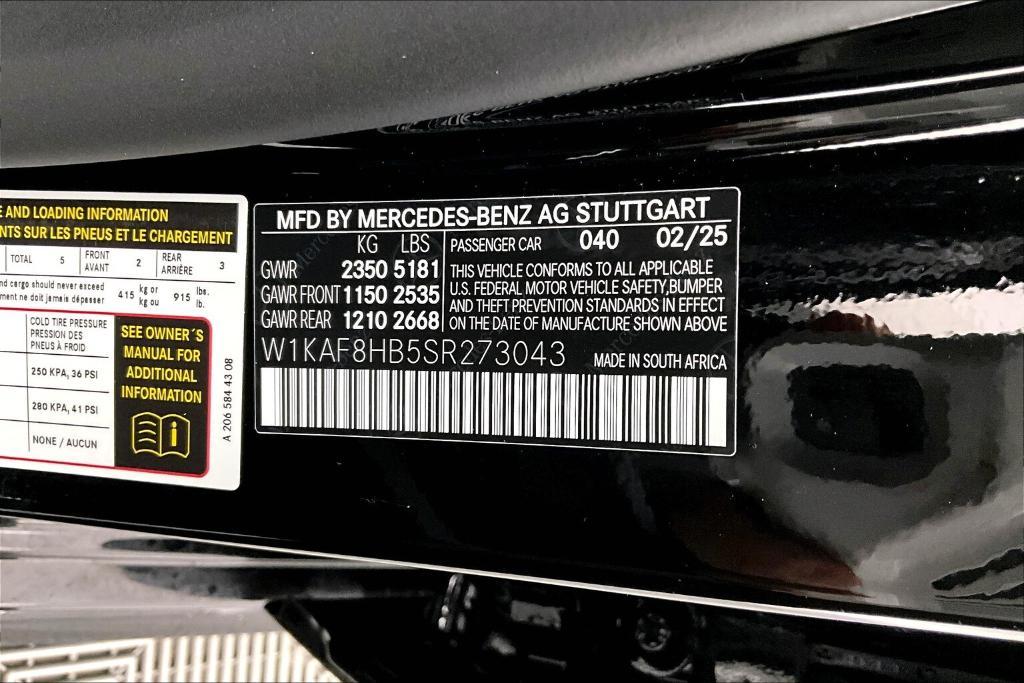 E AND LOADING INFORMATION
NTS SUR LES PNEUS ET LE CHARGEMENT
TOTAL 5 FRONT AVANT 2 REAR ARRIÈRE 3
nd cargo should never exceed
ment ne doit jamais dépasser
415 kg or kg ou 915 lbs. lb.
COLD TIRE PRESSURE
PRESSION DES
PNEUS À FROID
250 KPA, 36 PSI
280 KPA, 41 PSI
NONE / AUCUN
SEE OWNER´S
MANUAL FOR
ADDITIONAL
INFORMATION
A 206 584 43 08
MFD BY MERCEDES-BENZ AG STUTTGART
KG LBS
GWR 2350 5181
GAWR FRONT 1150 2535
GAWR REAR 1210 2668
PASSENGER CAR 040 02/25
THIS VEHICLE CONFORMS TO ALL APPLICABLE
U.S. FEDERAL MOTOR VEHICLE SAFETY,BUMPER
AND THEFT PREVENTION STANDARDS IN EFFECT
ON THE DATE OF MANUFACTURE SHOWN ABOVE
W1KAF8HB5SR273043 MADE IN SOUTH AFRICA